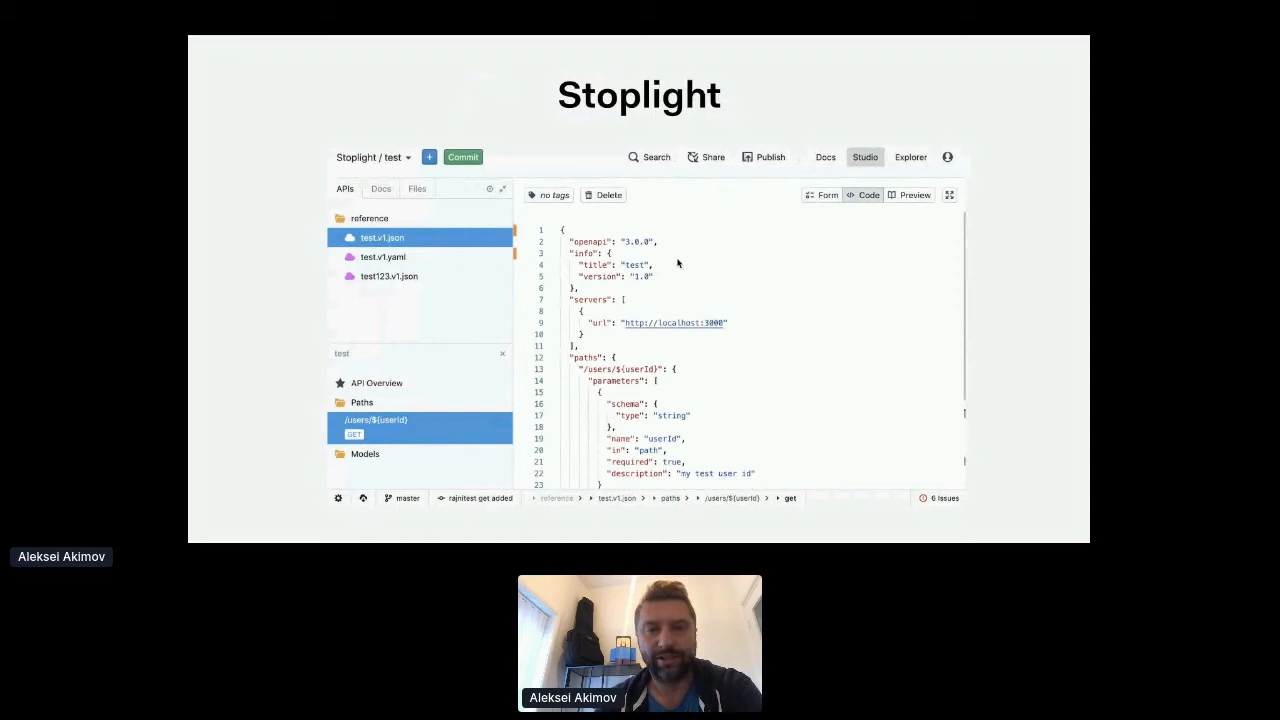 Stoplight
Stoplight / test
+
Commit
Search
Share
Publish
Docs
Studio
Explorer
APIs
Docs
Files
no tags
Delete
Form
</> Code
Preview
reference
test.v1.json
test.v1.yaml
test123.v1.json
test
API Overview
Paths
/users/${userId}
GET
Models
1 {
2 "openapi": "3.0.0",
3 "info": {
4 "title": "test",
5 "version": "1.0"
6 },
7 "servers": [
8 {
9 "url": "http://localhost:3000"
10 }
11 ],
12 "paths": {
13 "/users/${userId}": {
14 "parameters": [
15 {
16 "schema": {
17 "type": "string"
18 },
19 "name": "userId",
20 "in": "path",
21 "required": true,
22 "description": "my test user id"
23 }
master
rajnitest get added
reference > test.v1.json > paths > /users/${userId} > get
6 Issues
Aleksei Akimov
Aleksei Akimov